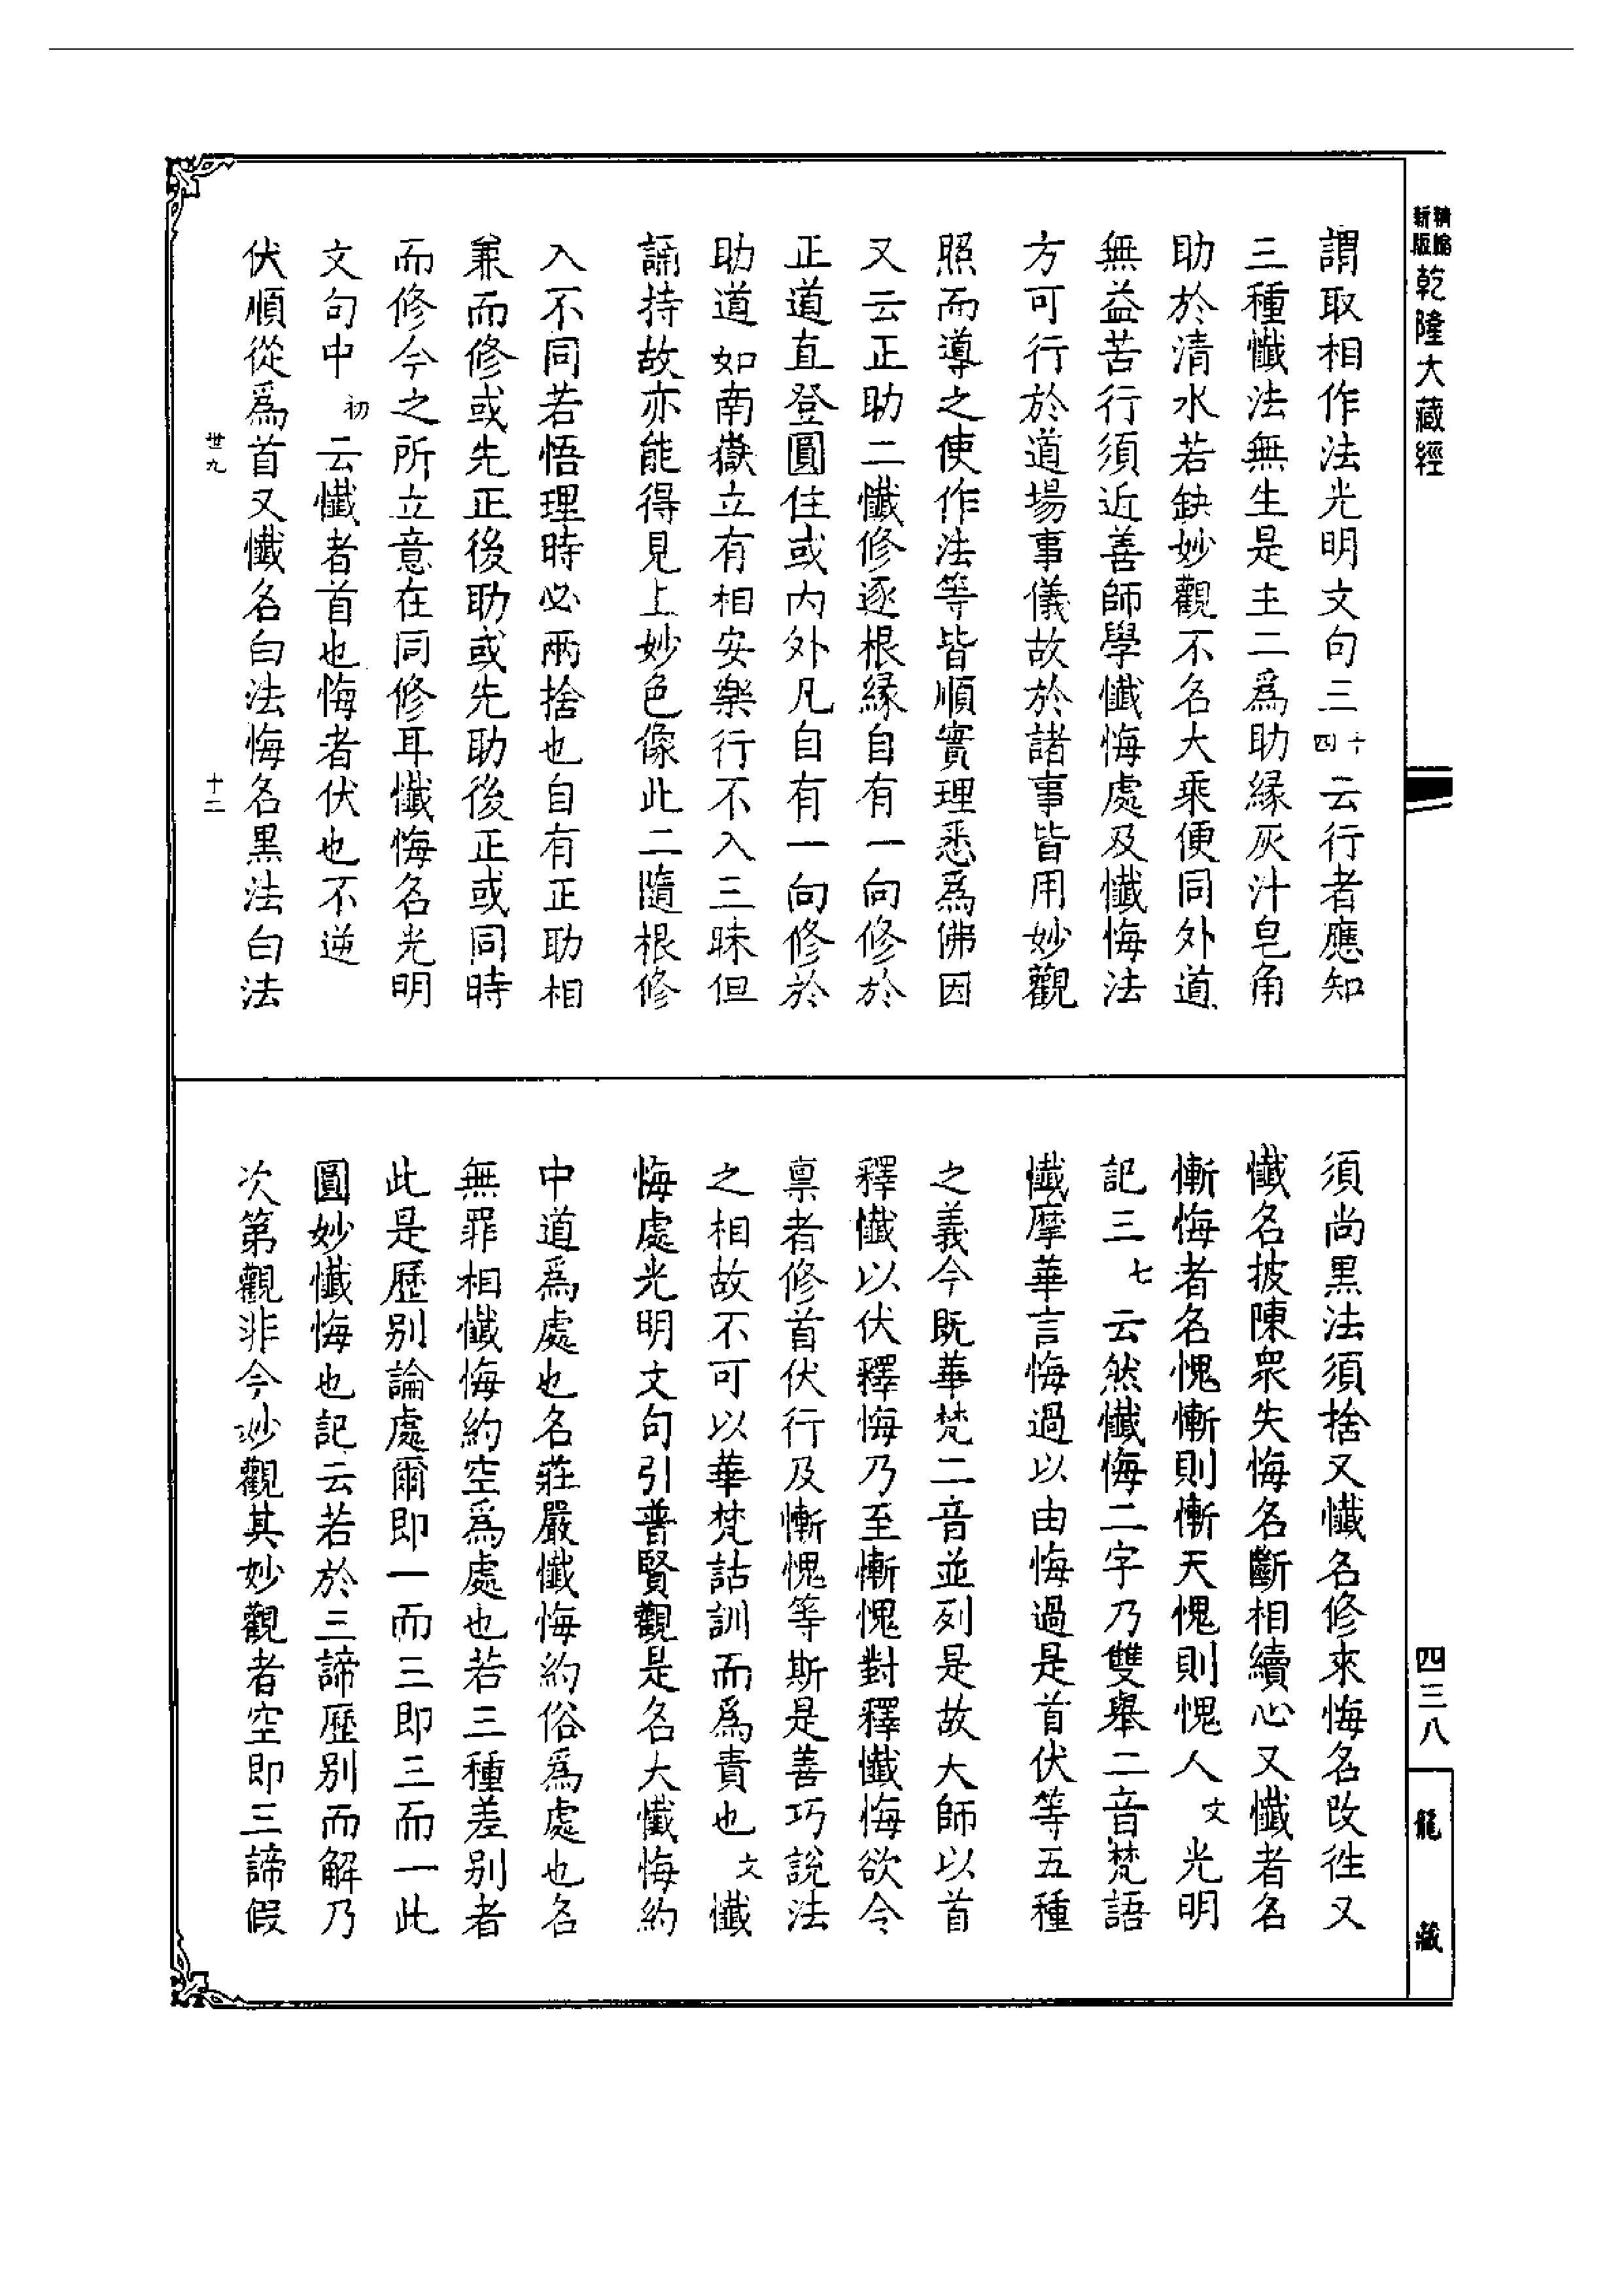 新版精縮乾隆大藏經
謂取相作法光明文句三十四云行者應知
三種懺法無生是主二爲助緣灰汁皂角
助於清水若缺妙觀不名大乘便同外道
無益苦行須近善師學懺悔處及懺悔法
方可行於道場事儀故於諸事皆用妙觀
照而導之使作法等皆順實理悉爲佛因
又云正助二懺修逐根緣自有一向修於
正道直登圓住或內外凡自有一向修於
助道如南嶽立有相安樂行不入三昧但
誦持故亦能得見上妙色像此二隨根修
入不同若悟理時必兩捨也自有正助相
兼而修或先正後助或先助後正或同時
而修今之所立意在同修耳懺悔名光明
文句中初云懺者首也悔者伏也不逆
伏順從爲首又懺名白法悔名黑法白法
丗九 十二
須尚黑法須捨又懺名修來悔名改往又
懺名披陳衆失悔名斷相續心又懺者名
慚悔者名愧慚則慚天愧則愧人文光明
記三七云然懺悔二字乃雙舉二音梵語
懺摩華言悔過以由悔過是首伏等五種
之義今既華梵二音並列是故大師以首
釋懺以伏釋悔乃至慚愧對釋懺悔欲令
稟者修首伏行及慚愧等斯是善巧說法
之相故不可以華梵詁訓而爲責也文懺
悔處光明文句引普賢觀是名大懺悔約
中道爲處也名莊嚴懺悔約俗爲處也名
無罪相懺悔約空爲處也若三種差別者
此是歷別論處爾即一而三即三而一此
圓妙懺悔也記云若於三諦歷別而解乃
次第觀非今妙觀其妙觀者空即三諦假
四三八
龍藏